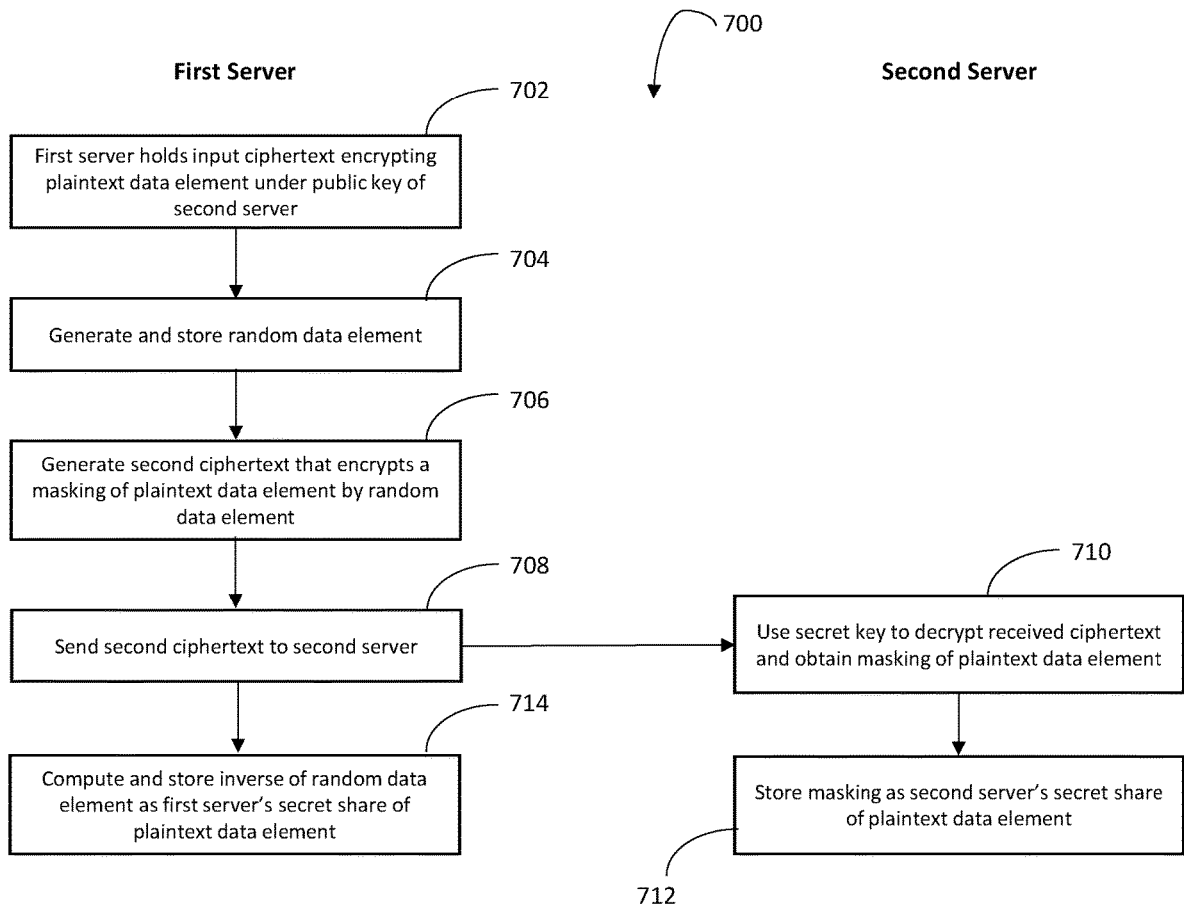 700
First Server
Second Server
702
First server holds input ciphertext encrypting
plaintext data element under public key of
second server
704
Generate and store random data element
706
Generate second ciphertext that encrypts a
masking of plaintext data element by random
data element
708
Send second ciphertext to second server
710
Use secret key to decrypt received ciphertext
and obtain masking of plaintext data element
714
Compute and store inverse of random data
element as first server's secret share of
plaintext data element
Store masking as second server's secret share
of plaintext data element
712